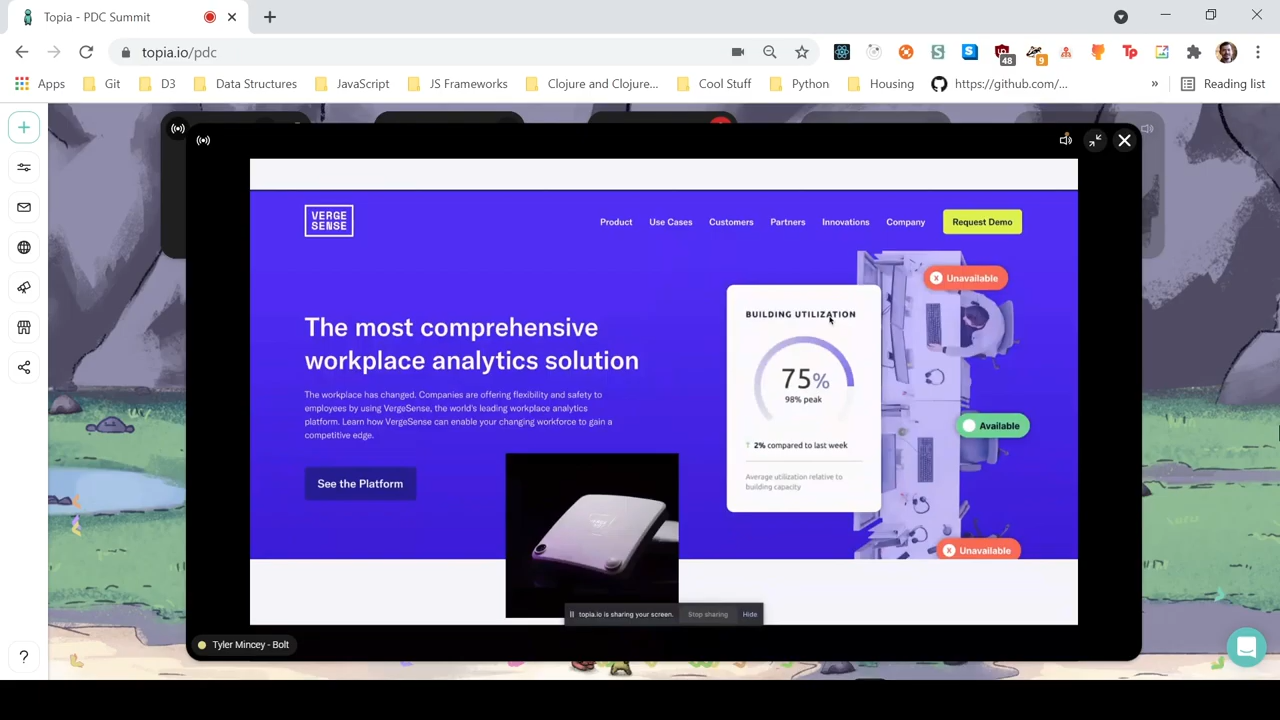 Topia - PDC Summit
topia.io/pdc
48
9
Tp
Apps
Git
D3
Data Structures
JavaScript
JS Frameworks
Clojure and Clojure...
Cool Stuff
Python
Housing
https://github.com/...
»
Reading list
VERGE
SENSE
Product
Use Cases
Customers
Partners
Innovations
Company
Request Demo
The most comprehensive
workplace analytics solution
The workplace has changed. Companies are offering flexibility and safety to
employees by using VergeSense, the world's leading workplace analytics
platform. Learn how VergeSense can enable your changing workforce to gain a
competitive edge.
See the Platform
BUILDING UTILIZATION
75%
98% peak
↑ 2% compared to last week
Average utilization relative to
building capacity
X Unavailable
Available
X Unavailable
topia.io is sharing your screen.
Stop sharing
Hide
Tyler Mincey - Bolt
?